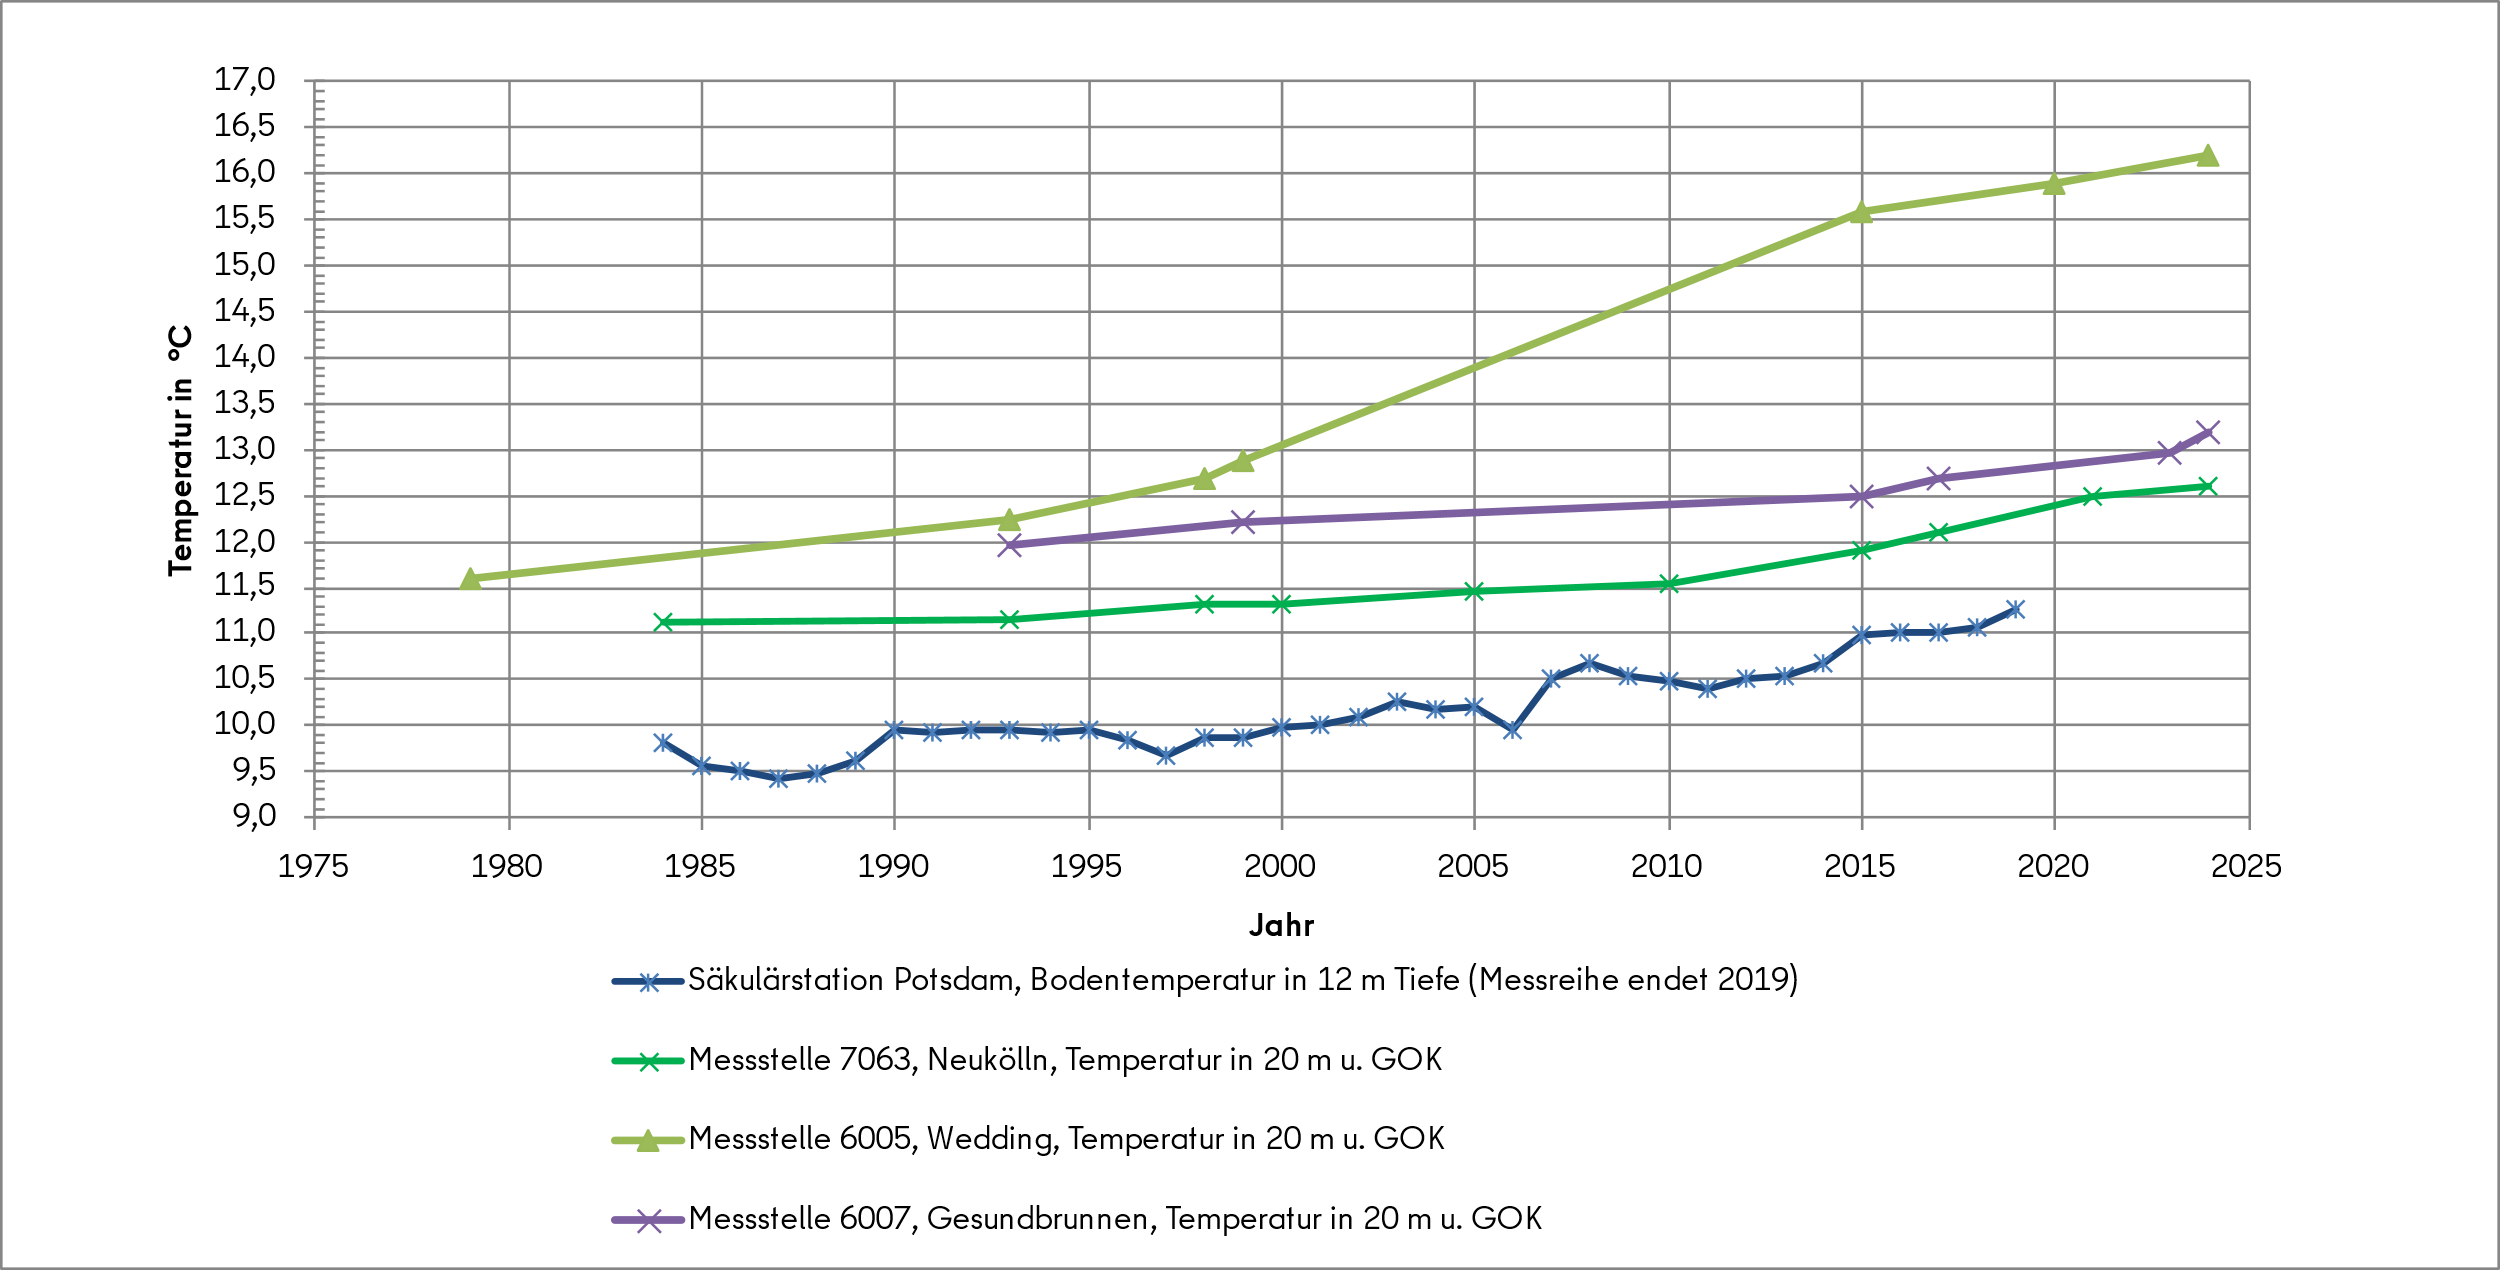 17,0
16,5
16,0
15,5
15,0
14,5
14,0
13,5
13,0
12,5
12,0
11,5
11,0
10,5
10,0
9,5
9,0
Temperatur in °C
1975 1980 1985 1990 1995 2000 2005 2010 2015 2020 2025
Jahr
Säkulärstation Potsdam, Bodentemperatur in 12 m Tiefe (Messreihe endet 2019)
Messstelle 7063, Neukölln, Temperatur in 20 m u. GOK
Messstelle 6005, Wedding, Temperatur in 20 m u. GOK
Messstelle 6007, Gesundbrunnen, Temperatur in 20 m u. GOK